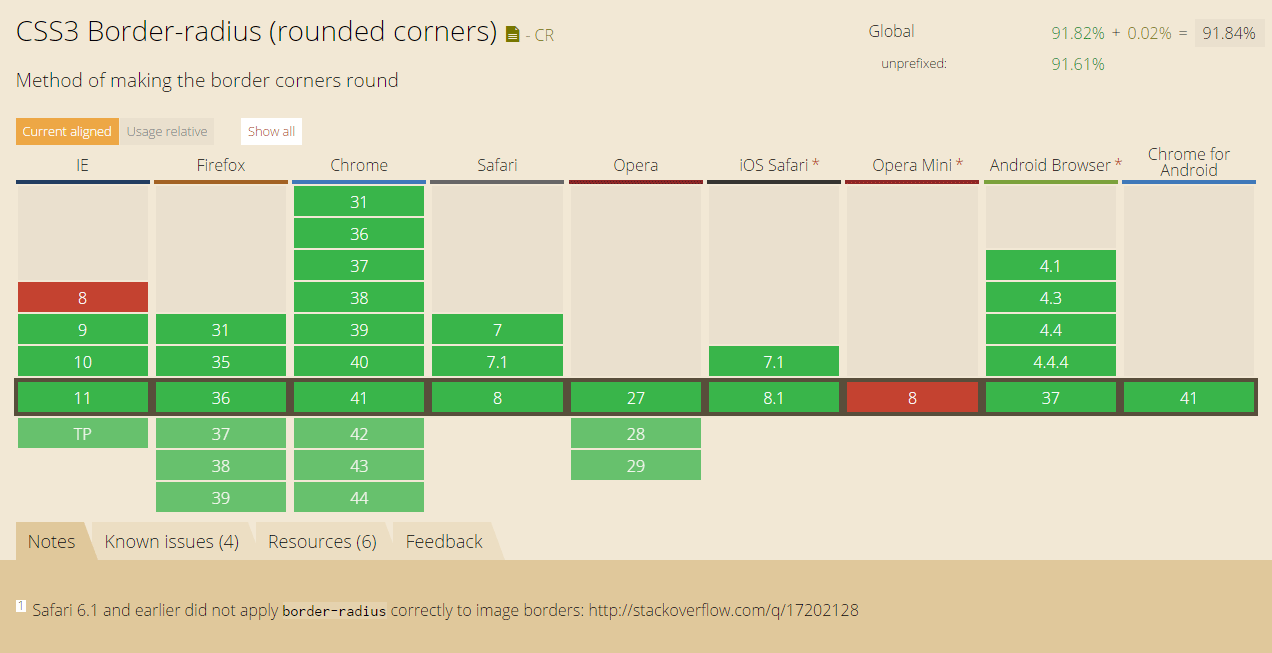 CSS3 Border-radius (rounded corners) - CR
Global 91.82% + 0.02% = 91.84%
unprefixed: 91.61%
Method of making the border corners round
Current aligned Usage relative Show all
IE Firefox Chrome Safari Opera iOS Safari * Opera Mini * Android Browser * Chrome for Android
31
36
37 4.1
8 38 4.3
9 31 39 7 4.4
10 35 40 7.1 7.1 4.4.4
11 36 41 8 27 8.1 8 37 41
TP 37 42 28
38 43 29
39 44
Notes Known issues (4) Resources (6) Feedback
1 Safari 6.1 and earlier did not apply border-radius correctly to image borders: http://stackoverflow.com/q/17202128